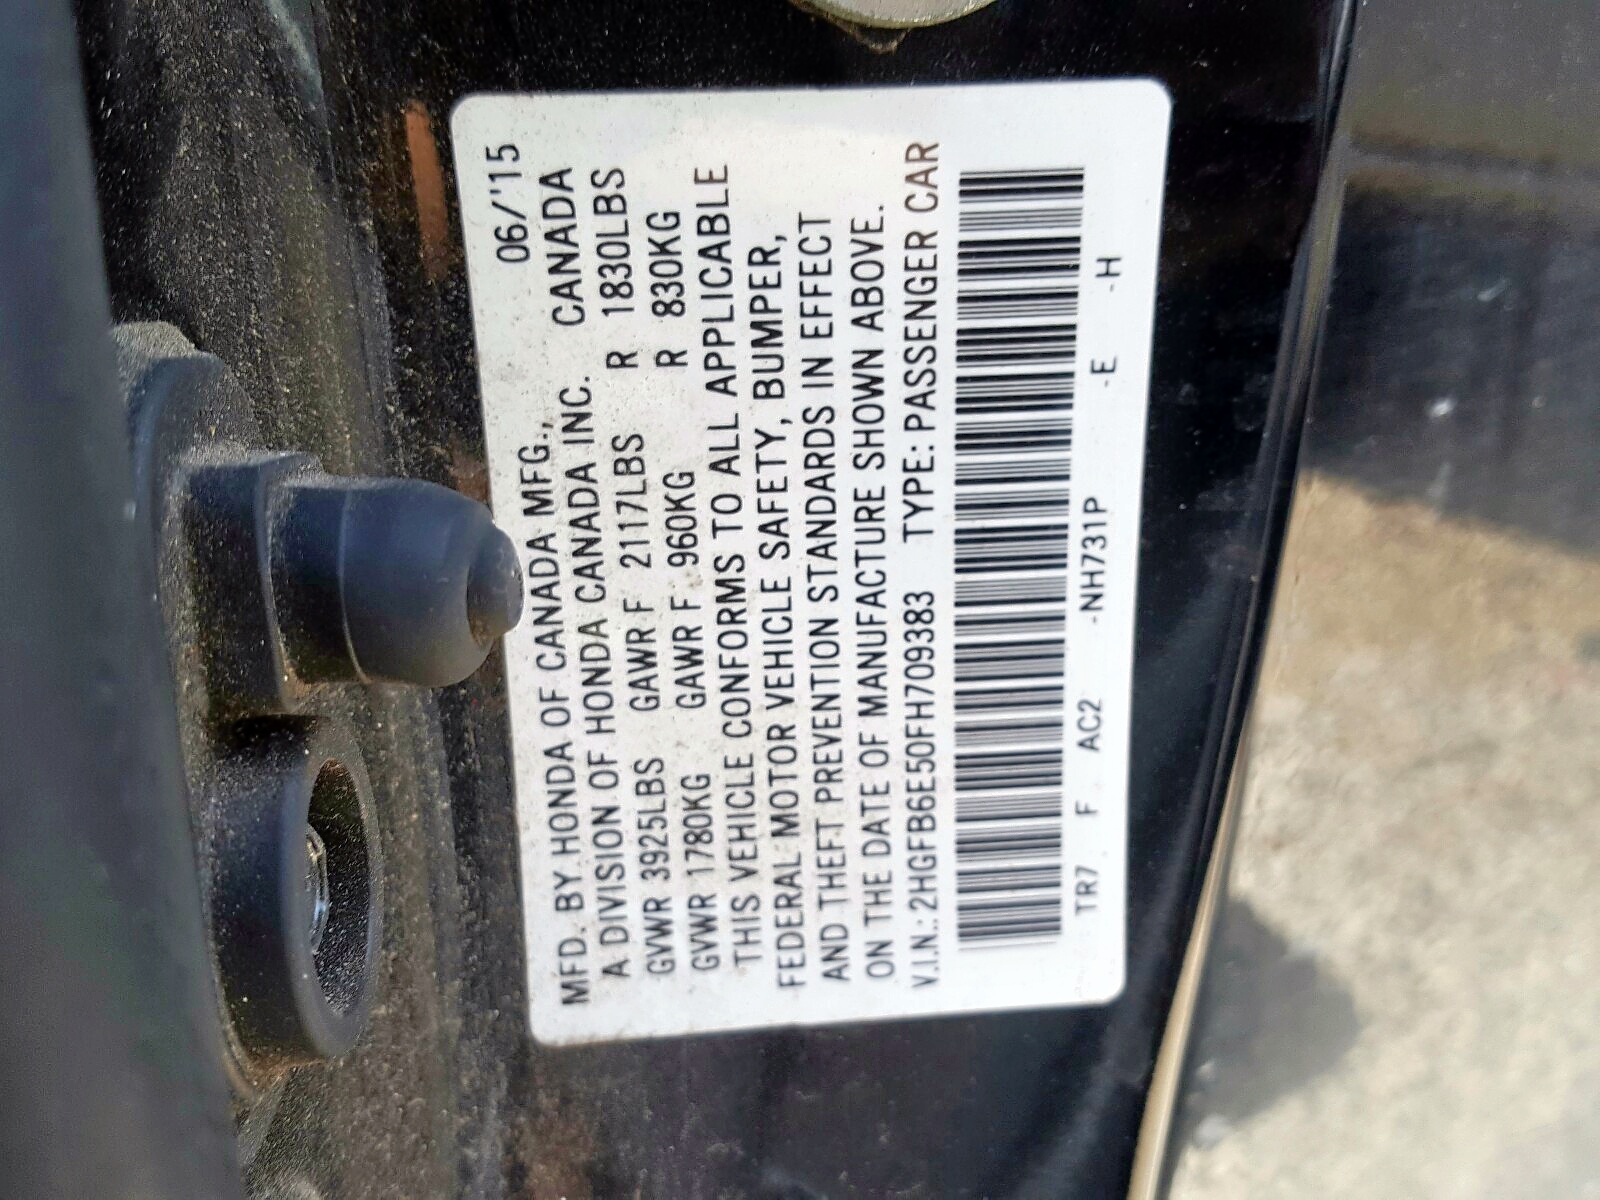 MFD. BY HONDA OF CANADA MFG., 06/'15
A DIVISION OF HONDA CANADA INC. CANADA
GVWR 3925LBS GAWR F 2117LBS R 1830LBS
GVWR 1780KG GAWR F 960KG R 830KG
THIS VEHICLE CONFORMS TO ALL APPLICABLE
FEDERAL MOTOR VEHICLE SAFETY, BUMPER,
AND THEFT PREVENTION STANDARDS IN EFFECT
ON THE DATE OF MANUFACTURE SHOWN ABOVE.
V.I.N.: 2HGFB6E50FH709383 TYPE: PASSENGER CAR
TR7 F AC2 -NH731P -E -H